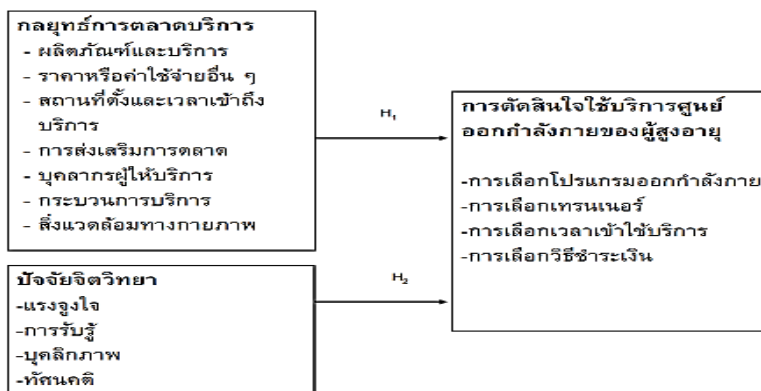 กลยุทธ์การตลาดบริการ
- ผลิตภัณฑ์และบริการ
- ราคาหรือค่าใช้จ่ายอื่น ๆ
- สถานที่ตั้งและเวลาเข้าถึง
บริการ
- การส่งเสริมการตลาด
- บุคลากรผู้ให้บริการ
- กระบวนการบริการ
- สิ่งแวดล้อมทางกายภาพ
H1
การตัดสินใจใช้บริการศูนย์
ออกกำลังกายของผู้สูงอายุ
-การเลือกโปรแกรมออกกำลังกาย
-การเลือกเทรนเนอร์
-การเลือกเวลาเข้าใช้บริการ
-การเลือกวิธีชำระเงิน
ปัจจัยจิตวิทยา
-แรงจูงใจ
-การรับรู้
-บุคลิกภาพ
-ทัศนคติ
H2